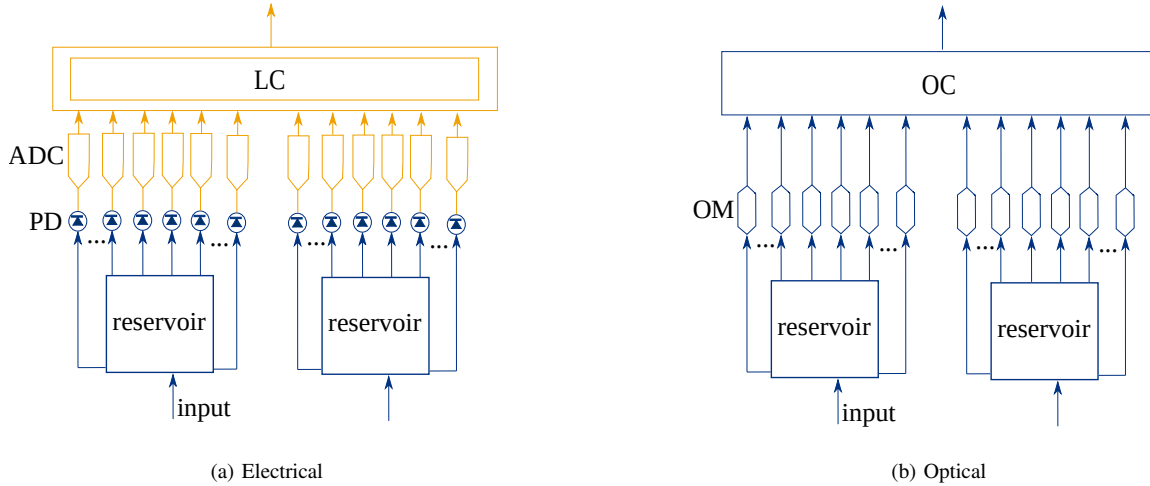 LC
ADC
PD
...
...
...
...
reservoir
reservoir
input
(a) Electrical
OC
OM
...
...
...
...
reservoir
reservoir
input
(b) Optical